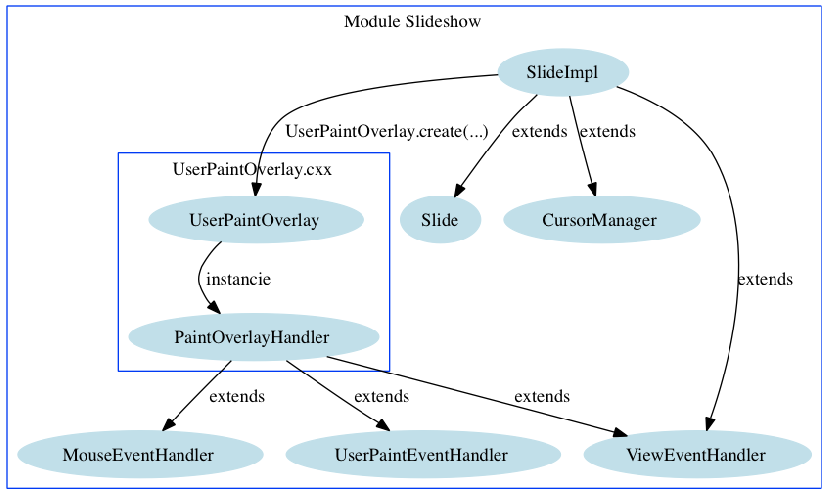 Module Slideshow
SlideImpl
UserPaintOverlay.create(...)
extends
extends
UserPaintOverlay.cxx
UserPaintOverlay
Slide
CursorManager
instancie
extends
PaintOverlayHandler
extends
extends
extends
MouseEventHandler
UserPaintEventHandler
ViewEventHandler